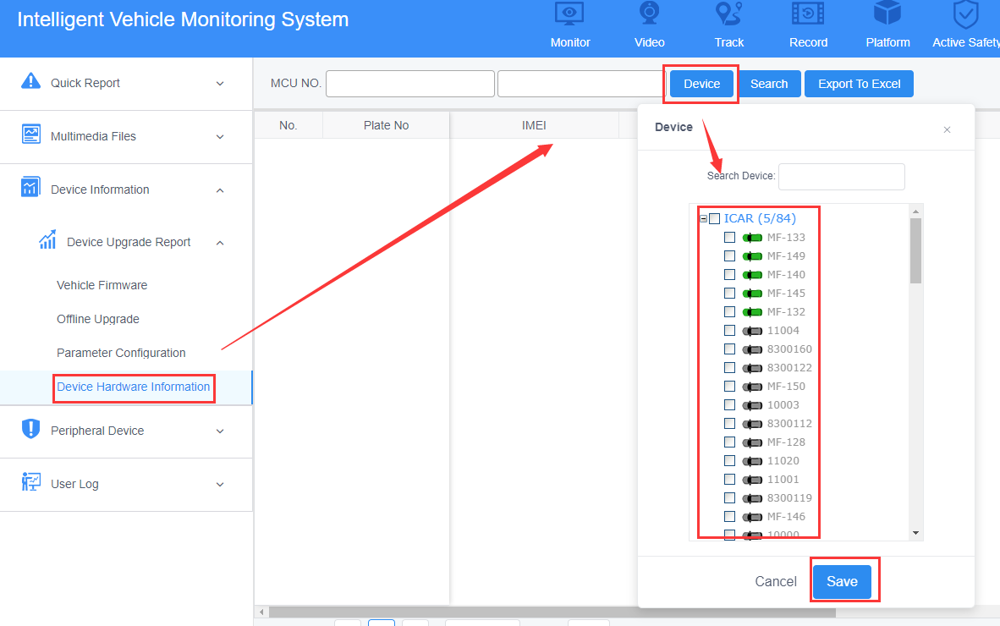 Intelligent Vehicle Monitoring System
Monitor
Video
Track
Record
Platform
Active Safety
Quick Report
Multimedia Files
Device Information
Device Upgrade Report
Vehicle Firmware
Offline Upgrade
Parameter Configuration
Device Hardware Information
Peripheral Device
User Log
MCU NO.
Device
Search
Export To Excel
No.
Plate No
IMEI
Device
Search Device:
ICAR (5/84)
MF-133
MF-149
MF-140
MF-145
MF-132
11004
8300160
8300122
MF-150
10003
8300112
MF-128
11020
11001
8300119
MF-146
10000
Cancel
Save